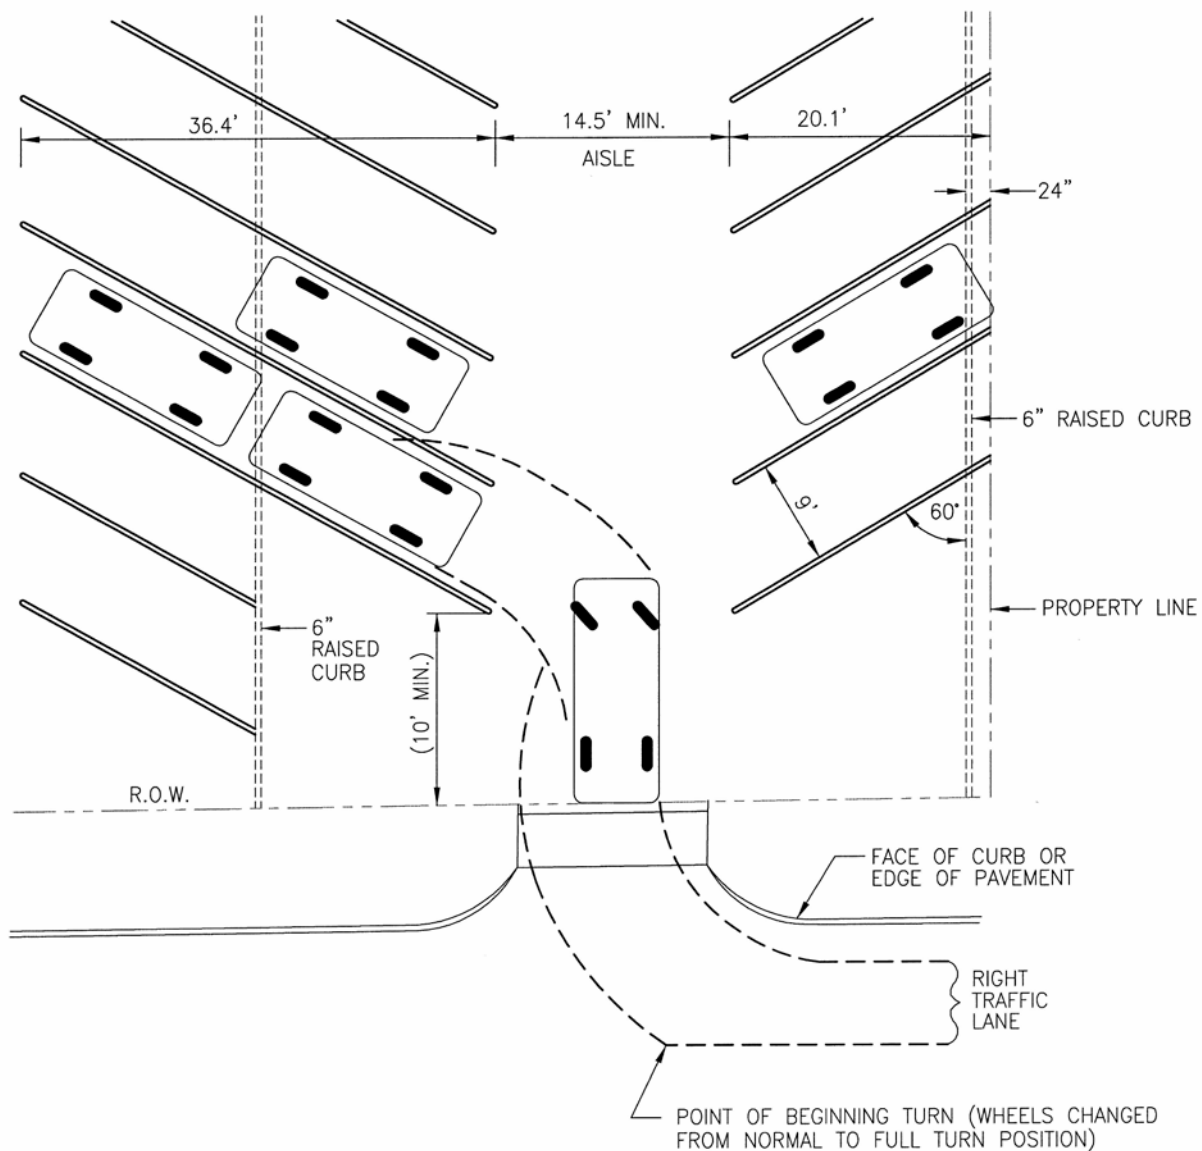 36.4'
14.5' MIN.
AISLE
20.1'
24"
6" RAISED CURB
9'
60°
PROPERTY LINE
6"
RAISED
CURB
(10' MIN.)
R.O.W.
FACE OF CURB OR
EDGE OF PAVEMENT
RIGHT
TRAFFIC
LANE
POINT OF BEGINNING TURN (WHEELS CHANGED
FROM NORMAL TO FULL TURN POSITION)